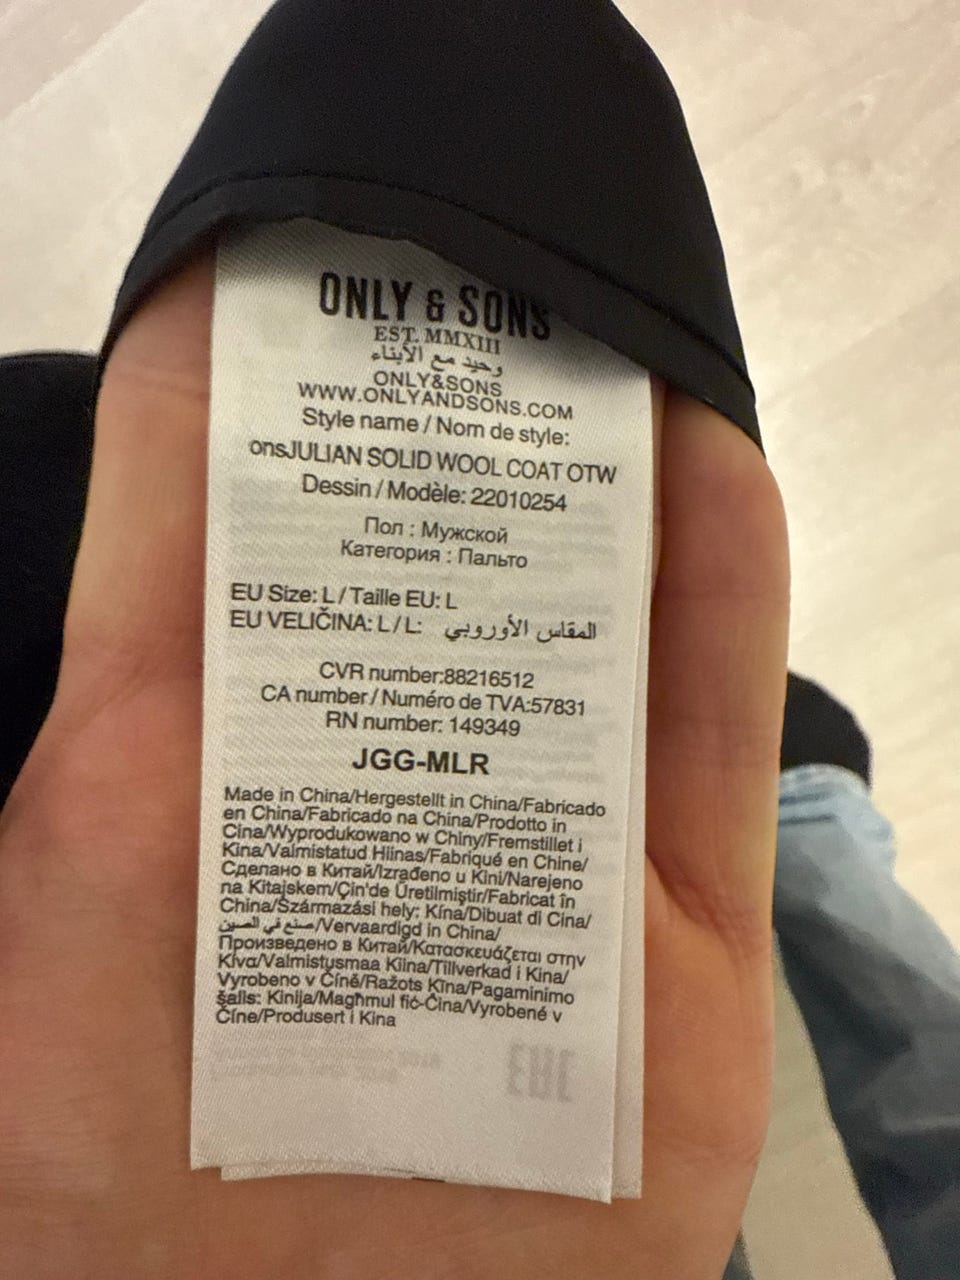 ONLY & SONS
EST. MMXIII
وحيد مع الأبناء
ONLY&SONS
WWW.ONLYANDSONS.COM
Style name / Nom de style:
onsJULIAN SOLID WOOL COAT OTW
Dessin / Modèle: 22010254
Пол : Мужской
Категория : Пальто
EU Size: L / Taille EU: L
EU VELIČINA: L / L: المقاس الأوروبي
CVR number:88216512
CA number / Numéro de TVA:57831
RN number: 149349
JGG-MLR
Made in China/Hergestellt in China/Fabricado
en China/Fabricado na China/Prodotto in
Cina/Wyprodukowano w Chiny/Fremstillet i
Kina/Valmistatud Hiinas/Fabriqué en Chine/
Сделано в Китай/Izrađeno u Kini/Narejeno
na Kitajskem/Çin'de Üretilmiştir/Fabricat în
China/Származási hely: Kína/Dibuat di Cina/
صنع في الصين/Vervaardigd in China/
Произведено в Китай/Κατασκευάζεται στην
Κίνα/Valmistusmaa Kiina/Tillverkad i Kina/
Vyrobeno v Číně/Ražots Ķīna/Pagaminimo
šalis: Kinija/Magħmul fiċ-Ċina/Vyrobené v
Číne/Produsert i Kina